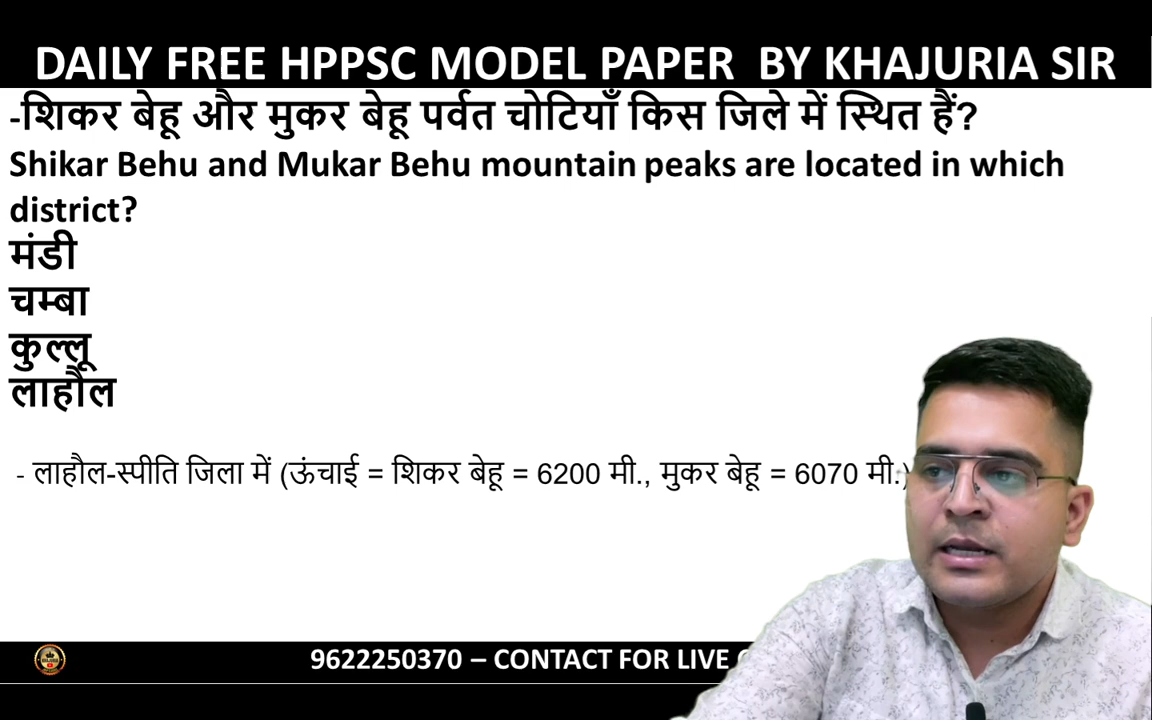 DAILY FREE HPPSC MODEL PAPER BY KHAJURIA SIR
-शिकर बेहू और मुकर बेहू पर्वत चोटियाँ किस जिले में स्थित हैं?
Shikar Behu and Mukar Behu mountain peaks are located in which
district?
मंडी
चम्बा
कुल्लू
लाहौल
- लाहौल-स्पीति जिला में (ऊंचाई = शिकर बेहू = 6200 मी., मुकर बेहू = 6070 मी.)
9622250370 – CONTACT FOR LIVE